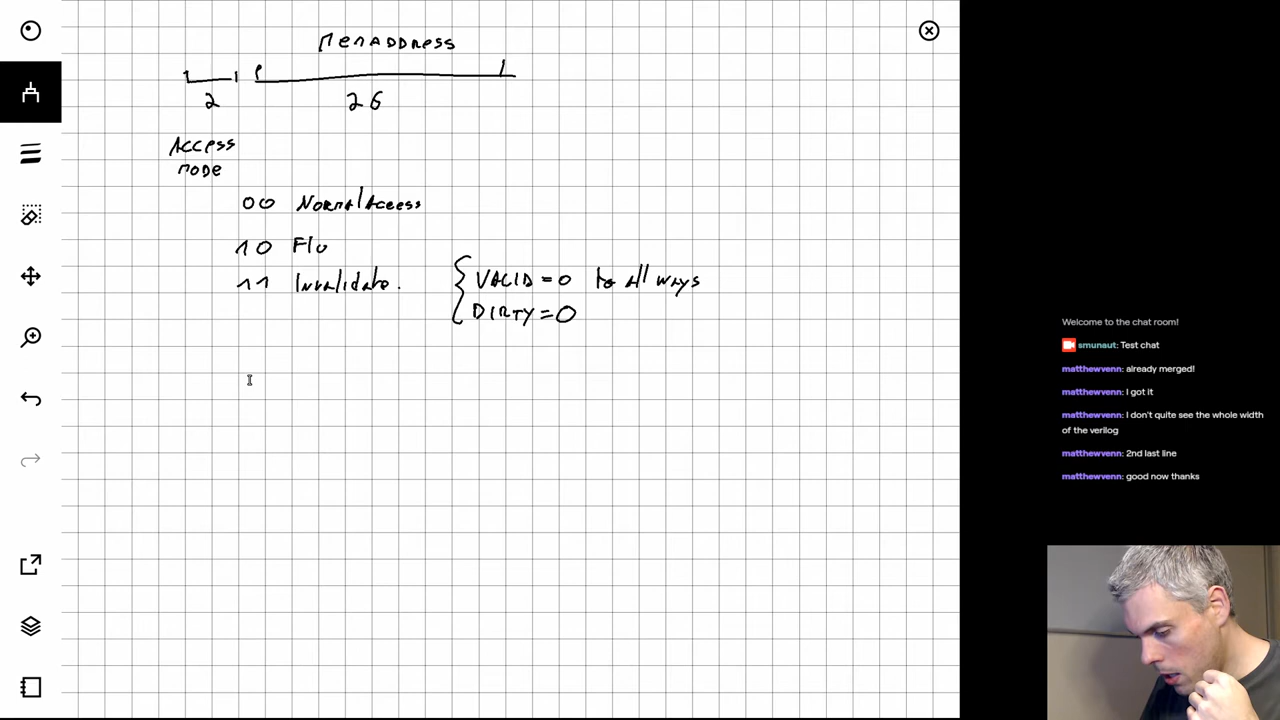 MemAddress
2 26
Access
mode
00 Normal Access
10 Flu
11 Invalidate.
VALID = 0 to all ways
DIRTY = 0
Welcome to the chat room!
smunaut: Test chat
matthewvenn: already merged!
matthewvenn: I got it
matthewvenn: I don't quite see the whole width
of the verilog
matthewvenn: 2nd last line
matthewvenn: good now thanks